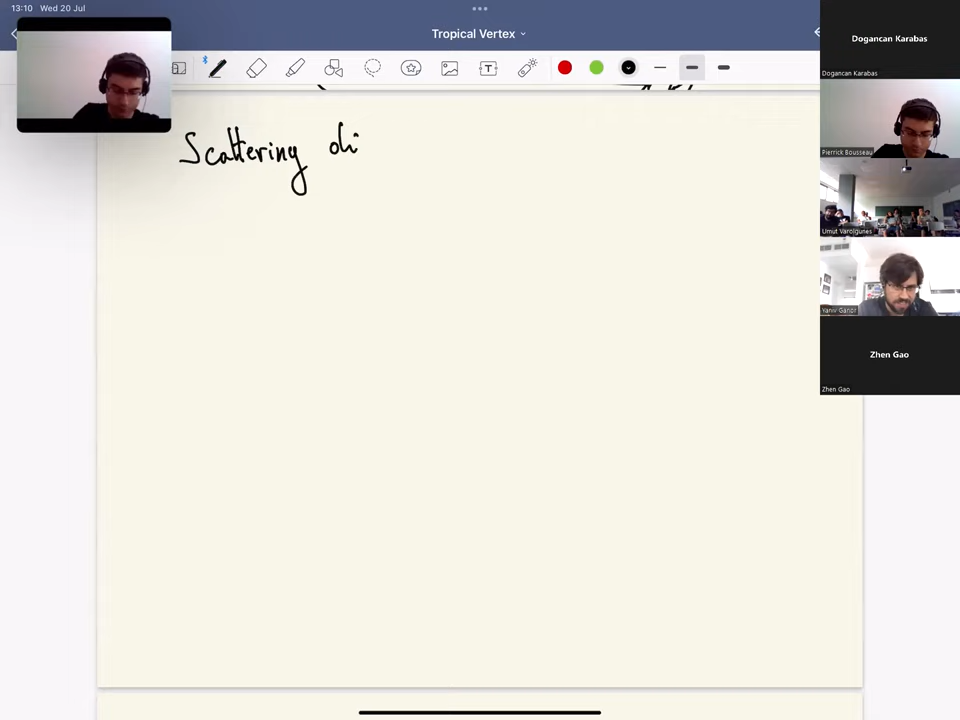 13:10 Wed 20 Jul
Tropical Vertex
Scattering di
Dogancan Karabas
Dogancan Karabas
Pierrick Bousseau
Umut Varolgunes
Yaniv Ganor
Zhen Gao
Zhen Gao